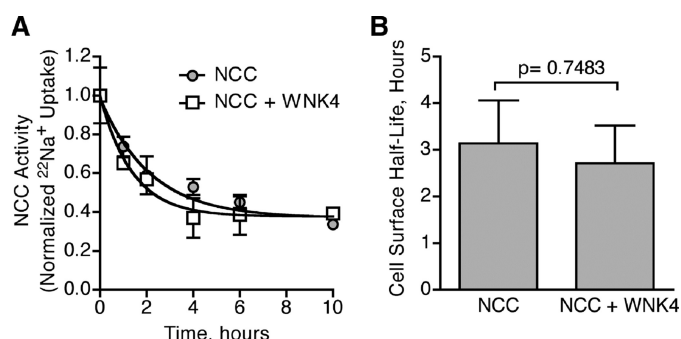 A
NCC Activity
(Normalized ²²Na⁺ Uptake)
1.2
1.0
0.8
0.6
0.4
0.2
0.0
NCC
NCC + WNK4
0 2 4 6 8 10
Time, hours
B
Cell Surface Half-Life, Hours
5
4
3
2
1
0
p= 0.7483
NCC NCC + WNK4